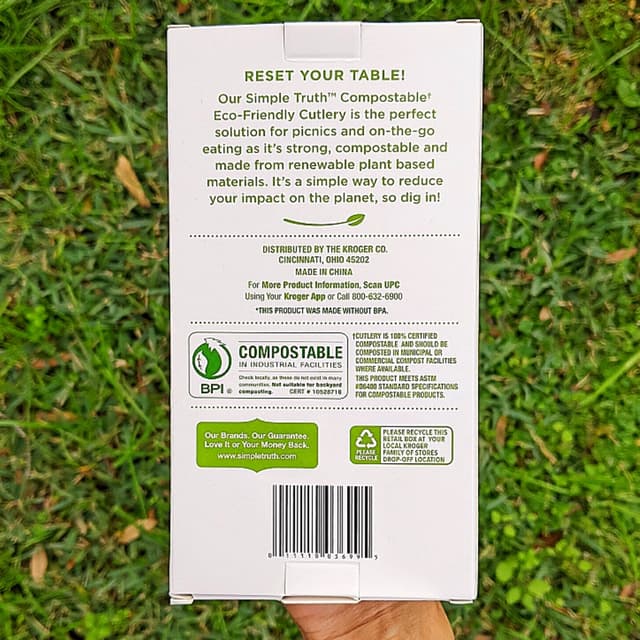 RESET YOUR TABLE!
Our Simple Truth™ Compostable†
Eco-Friendly Cutlery is the perfect
solution for picnics and on-the-go
eating as it's strong, compostable and
made from renewable plant based
materials. It's a simple way to reduce
your impact on the planet, so dig in!
DISTRIBUTED BY THE KROGER CO.
CINCINNATI, OHIO 45202
MADE IN CHINA
For More Product Information, Scan UPC
Using Your Kroger App or Call 800-632-6900
*THIS PRODUCT WAS MADE WITHOUT BPA.
BPI ®
COMPOSTABLE
IN INDUSTRIAL FACILITIES
Check locally, as these do not exist in many
communities. Not suitable for backyard
composting. CERT # 10528718
†CUTLERY IS 100% CERTIFIED
COMPOSTABLE AND SHOULD BE
COMPOSTED IN MUNICIPAL OR
COMMERCIAL COMPOST FACILITIES
WHERE AVAILABLE.
THIS PRODUCT MEETS ASTM
#D6400 STANDARD SPECIFICATIONS
FOR COMPOSTABLE PRODUCTS.
Our Brands. Our Guarantee.
Love It or Your Money Back.
www.simpletruth.com
PLEASE
RECYCLE
PLEASE RECYCLE THIS
RETAIL BOX AT YOUR
LOCAL KROGER
FAMILY OF STORES
DROP-OFF LOCATION
0 11110 03699 5